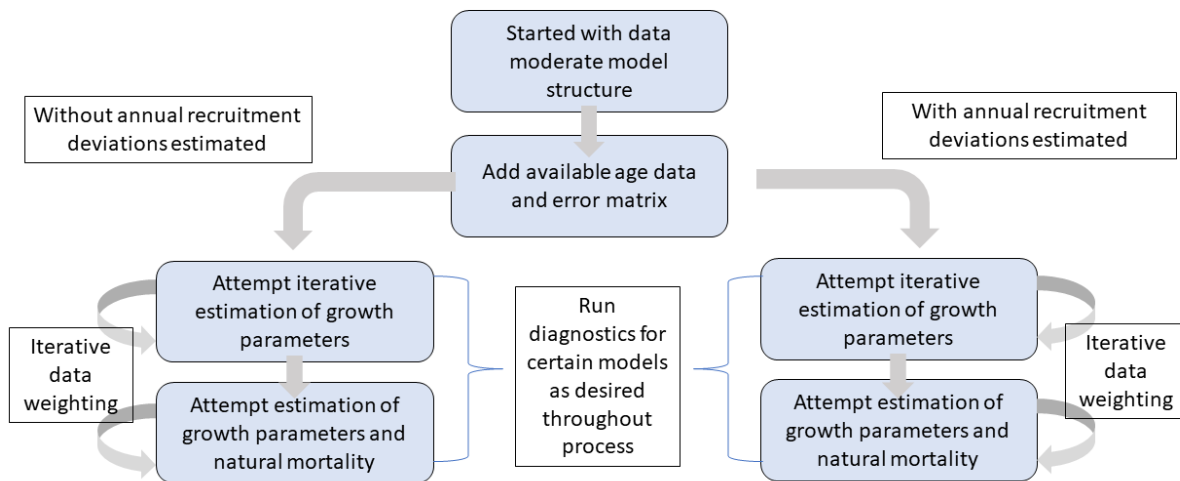 Started with data
moderate model
structure
Without annual recruitment
deviations estimated
With annual recruitment
deviations estimated
Add available age data
and error matrix
Attempt iterative
estimation of growth
parameters
Attempt estimation of
growth parameters and
natural mortality
Iterative
data
weighting
Run
diagnostics for
certain models
as desired
throughout
process
Attempt iterative
estimation of growth
parameters
Attempt estimation of
growth parameters and
natural mortality
Iterative
data
weighting